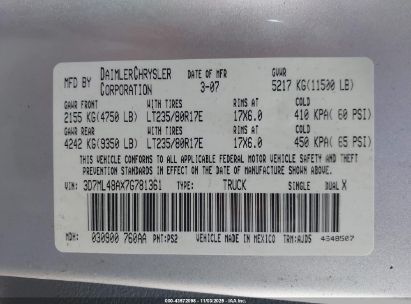 MFD BY DAIMLERCHRYSLER CORPORATION DATE OF MFR 3-07 GVWR 5217 KG(11500 LB)
GAWR FRONT WITH TIRES RIMS AT COLD
2155 KG(4750 LB) LT235/80R17E 17X6.0 410 KPA( 60 PSI)
GAWR REAR WITH TIRES RIMS AT COLD
4242 KG(9350 LB) LT235/80R17E 17X6.0 450 KPA( 65 PSI)
THIS VEHICLE CONFORMS TO ALL APPLICABLE FEDERAL MOTOR VEHICLE SAFETY AND THEFT
PREVENTION STANDARDS IN EFFECT ON THE DATE OF MANUFACTURE SHOWN ABOVE
VIN: 3D7ML48AX7G781361 TYPE: TRUCK SINGLE DUAL X
MDH: 030900 760AA PNT: PS2 VEHICLE MADE IN MEXICO TRM: AJD5 4648507